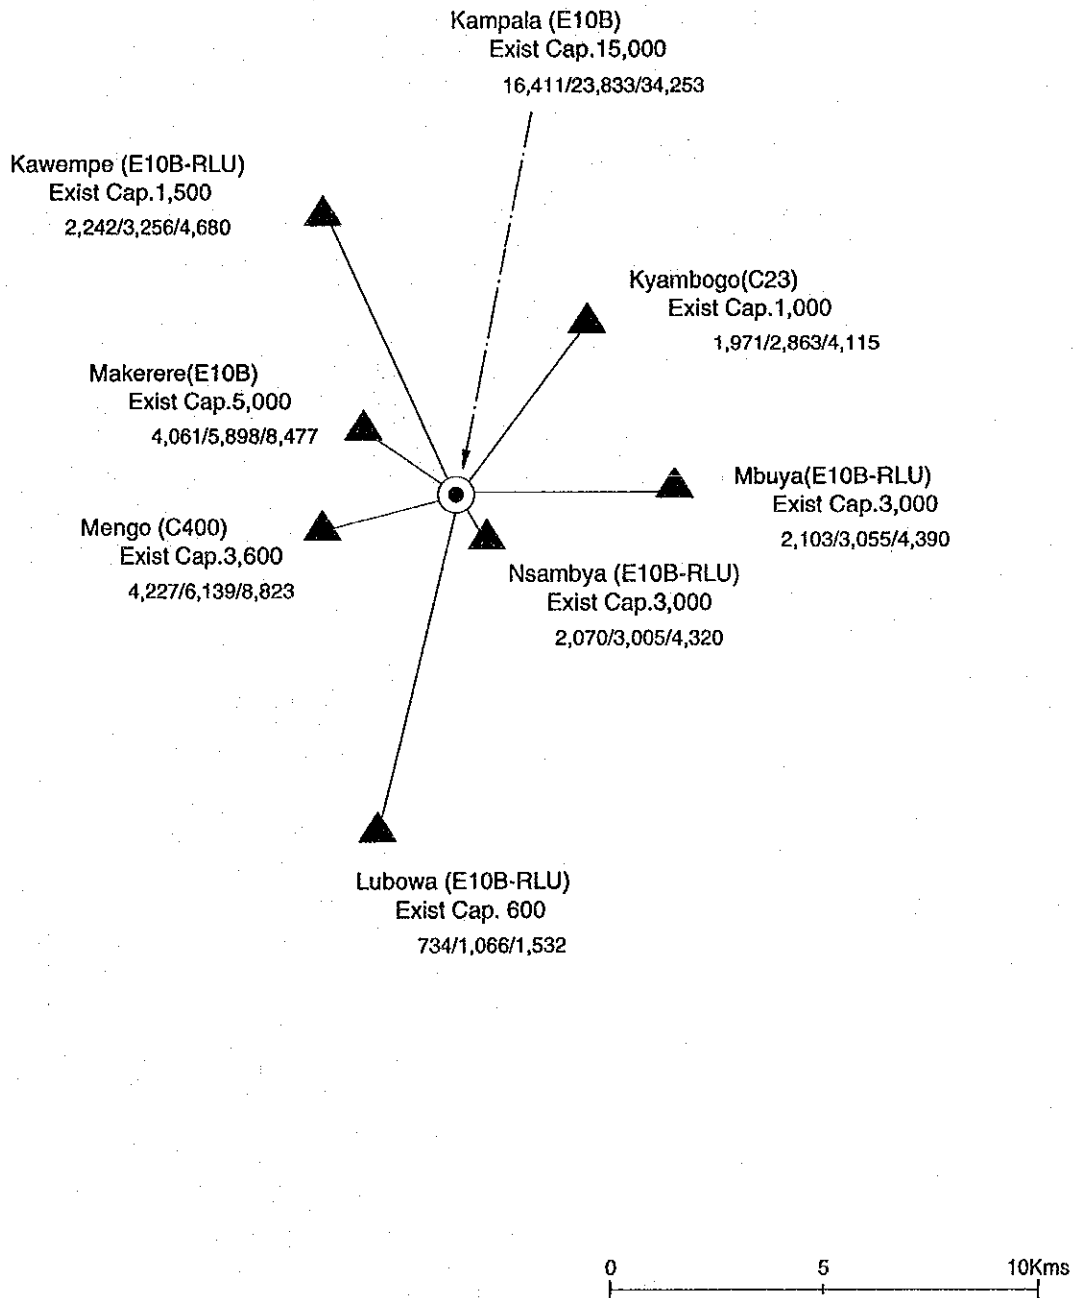 Kampala (E10B)
Exist Cap.15,000
16,411/23,833/34,253
Kawempe (E10B-RLU)
Exist Cap.1,500
2,242/3,256/4,680
Kyambogo(C23)
Exist Cap.1,000
1,971/2,863/4,115
Makerere(E10B)
Exist Cap.5,000
4,061/5,898/8,477
Mbuya(E10B-RLU)
Exist Cap.3,000
2,103/3,055/4,390
Mengo (C400)
Exist Cap.3,600
4,227/6,139/8,823
Nsambya (E10B-RLU)
Exist Cap.3,000
2,070/3,005/4,320
Lubowa (E10B-RLU)
Exist Cap. 600
734/1,066/1,532
0 5 10Kms